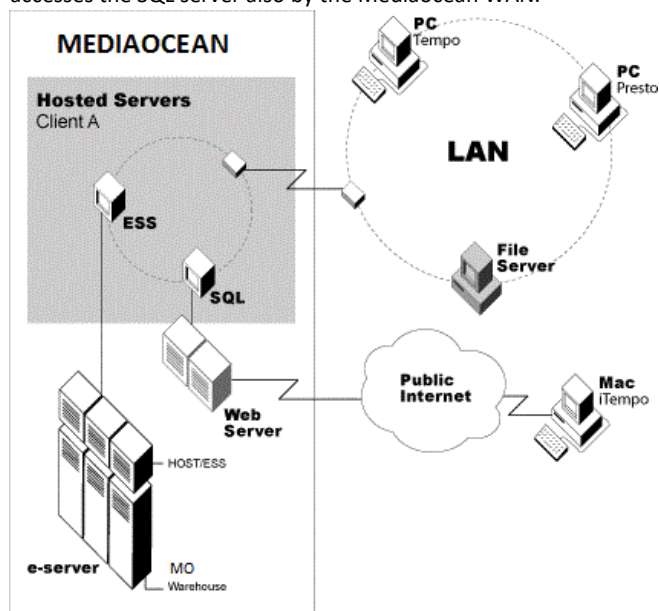 accesses the SQL server also by the Mediaocean WAN.
MEDIAOCEAN
Hosted Servers
Client A
ESS
SQL
Web
Server
HOST/ESS
e-server
MO
Warehouse
PC
Tempo
PC
Presto
LAN
File
Server
Public
Internet
Mac
iTempo